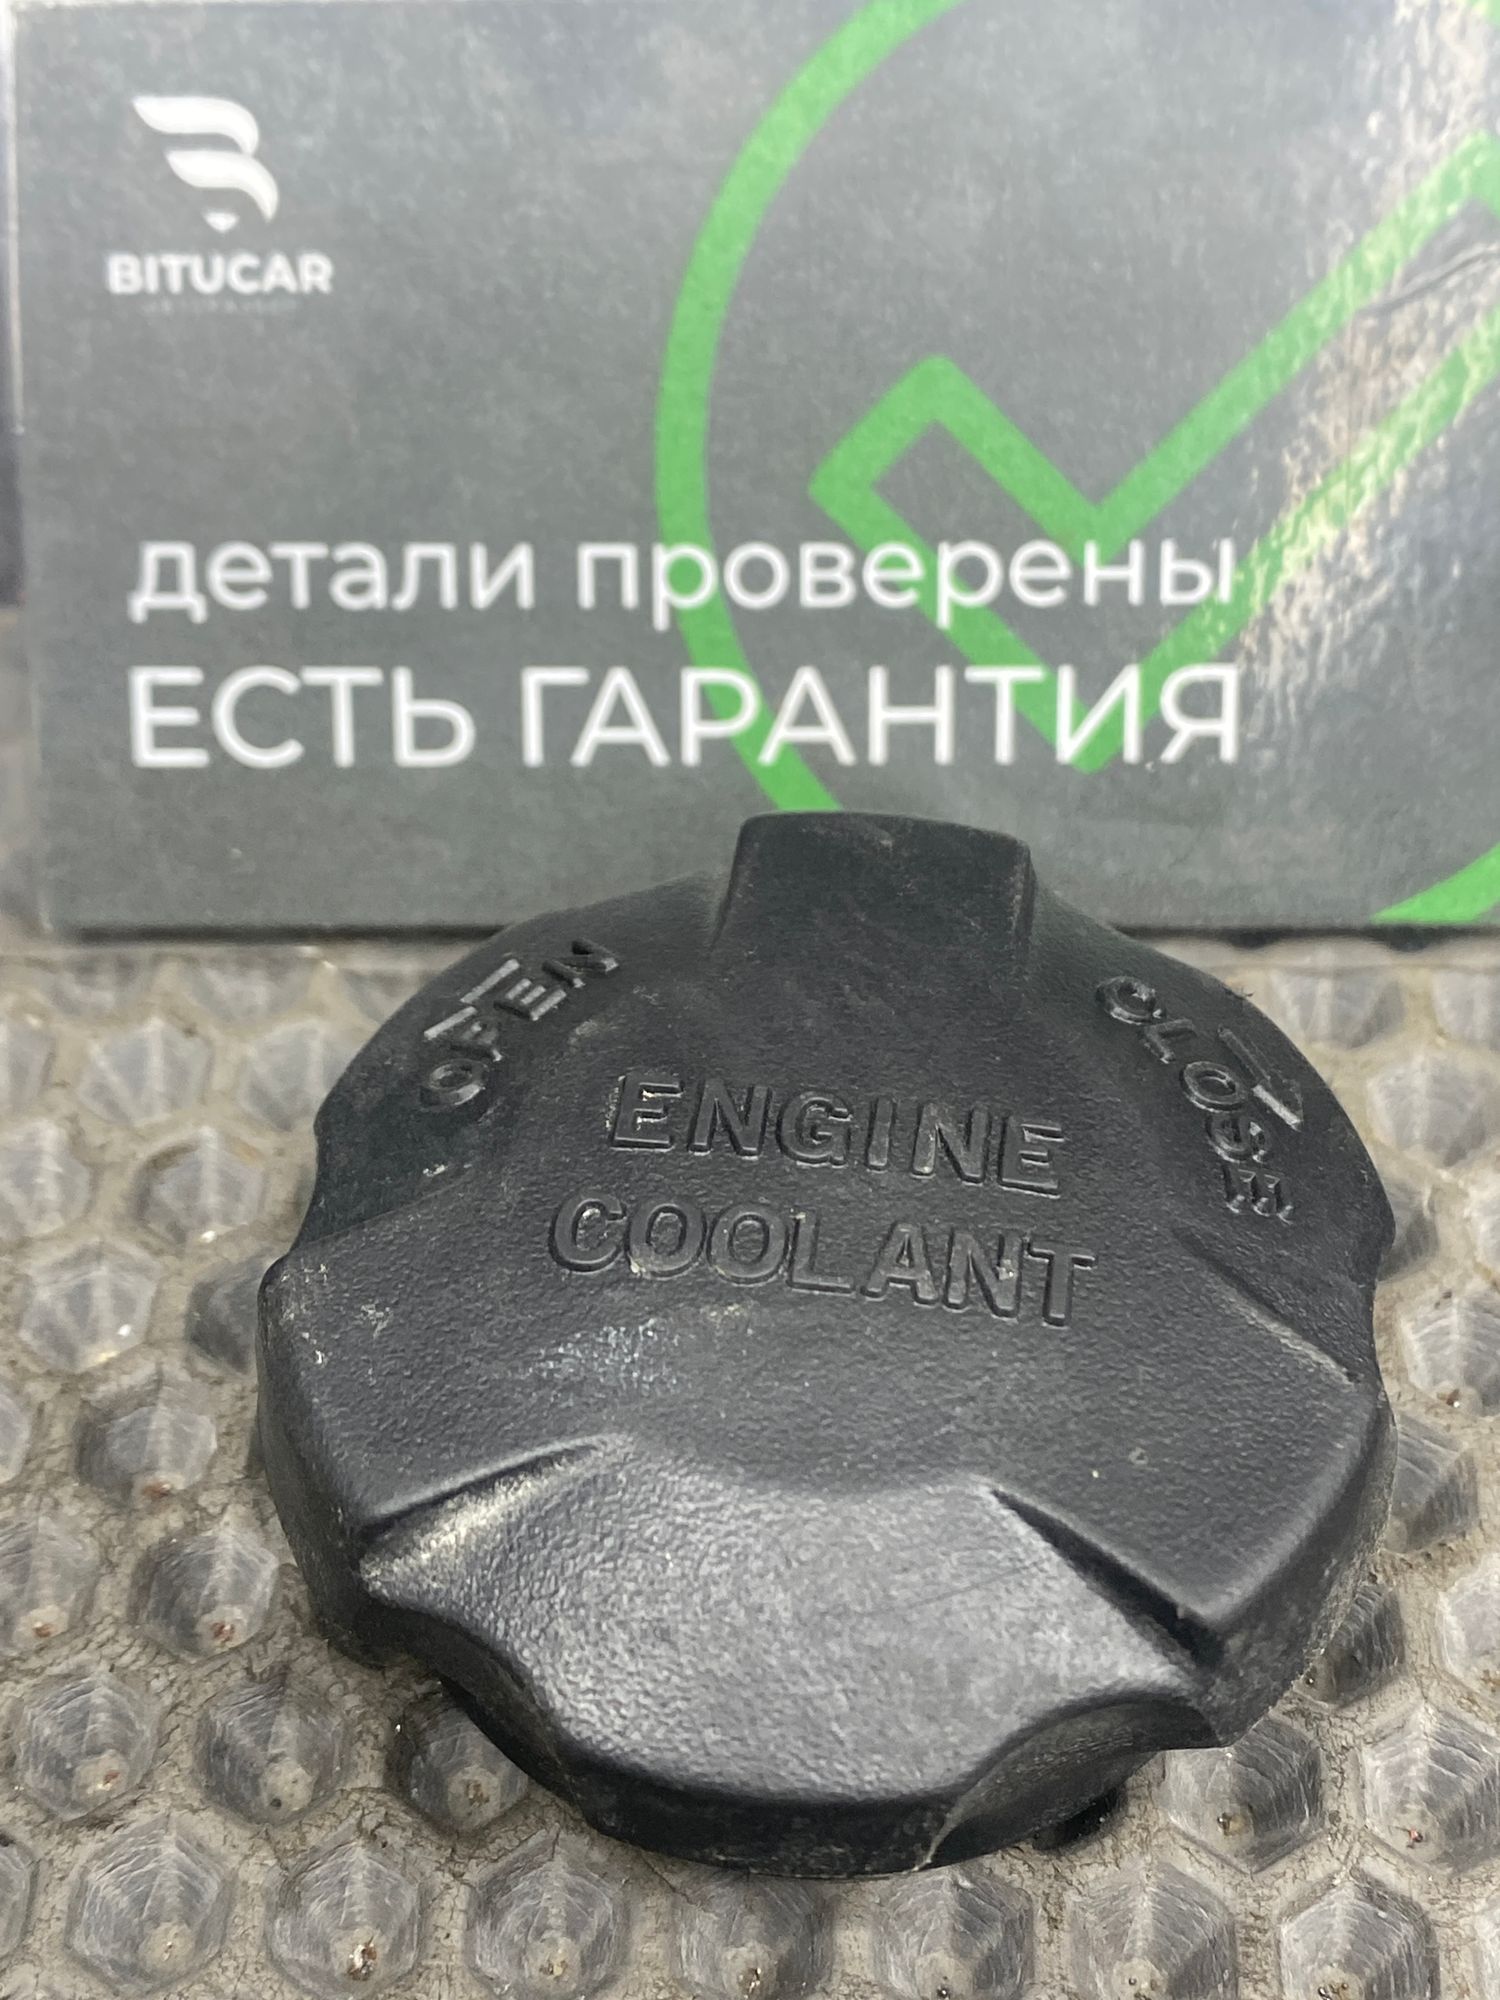 BITUCAR
детали проверены
ЕСТЬ ГАРАНТИЯ
OPEN
CLOSE
ENGINE
COOLANT